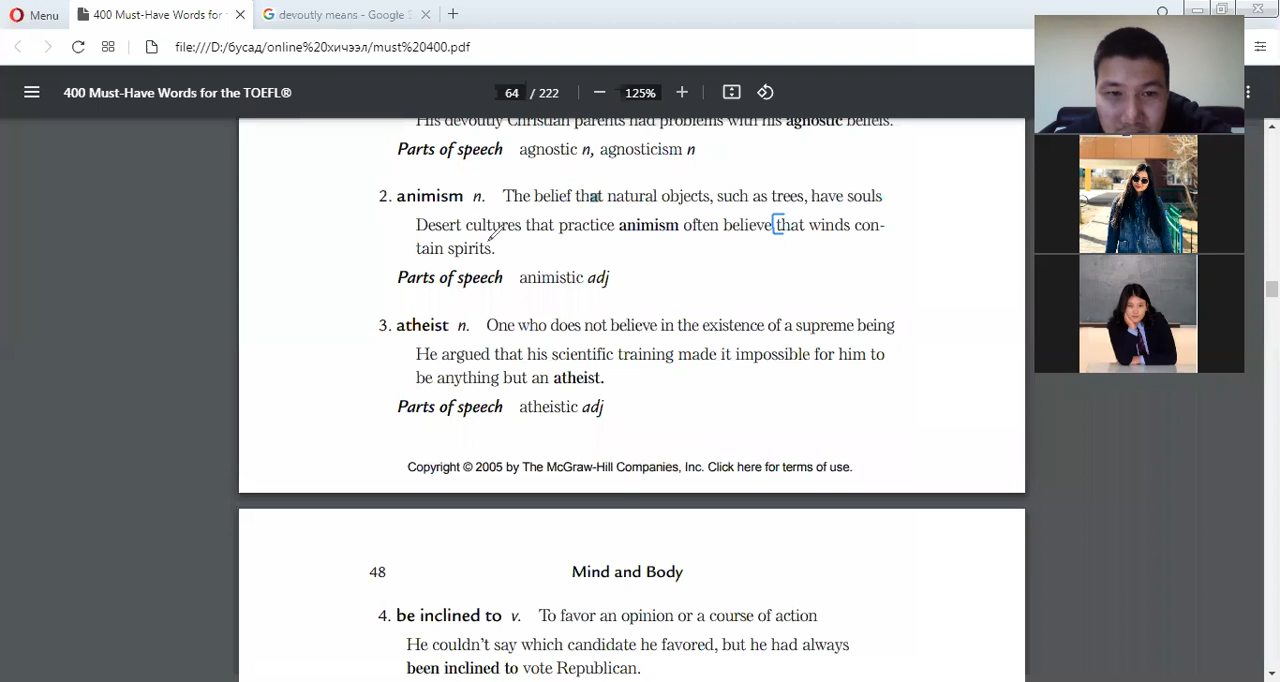 Menu
400 Must-Have Words for
devoutly means - Google
file:///D:/бусад/online%20хичээл/must%20400.pdf
400 Must-Have Words for the TOEFL®
64 / 222
125%
His devoutly Christian parents had problems with his agnostic beliefs.
Parts of speech agnostic n, agnosticism n
2. animism n. The belief that natural objects, such as trees, have souls
Desert cultures that practice animism often believe that winds con-
tain spirits.
Parts of speech animistic adj
3. atheist n. One who does not believe in the existence of a supreme being
He argued that his scientific training made it impossible for him to
be anything but an atheist.
Parts of speech atheistic adj
Copyright © 2005 by The McGraw-Hill Companies, Inc. Click here for terms of use.
48 Mind and Body
4. be inclined to v. To favor an opinion or a course of action
He couldn't say which candidate he favored, but he had always
been inclined to vote Republican.